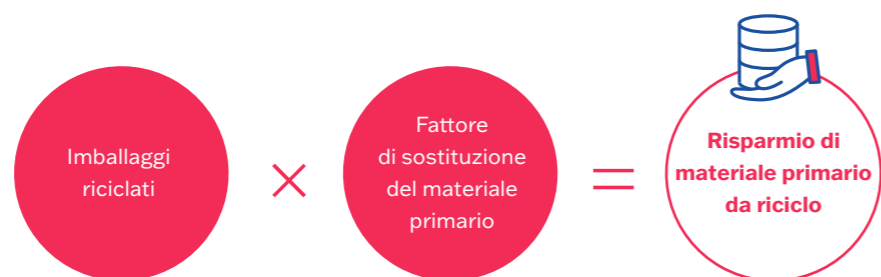 Imballaggi
riciclati
×
Fattore
di sostituzione
del materiale
primario
=
Risparmio di
materiale primario
da riciclo